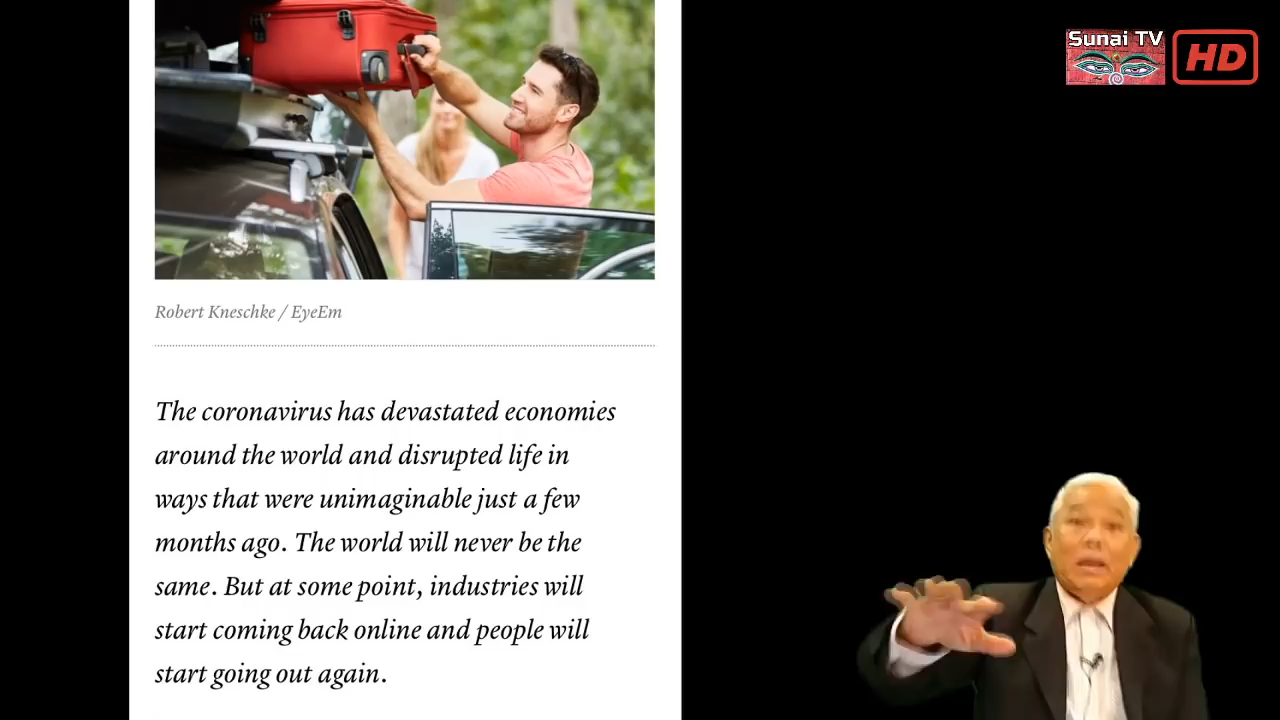 Sunai TV
HD
Robert Kneschke / EyeEm
The coronavirus has devastated economies
around the world and disrupted life in
ways that were unimaginable just a few
months ago. The world will never be the
same. But at some point, industries will
start coming back online and people will
start going out again.